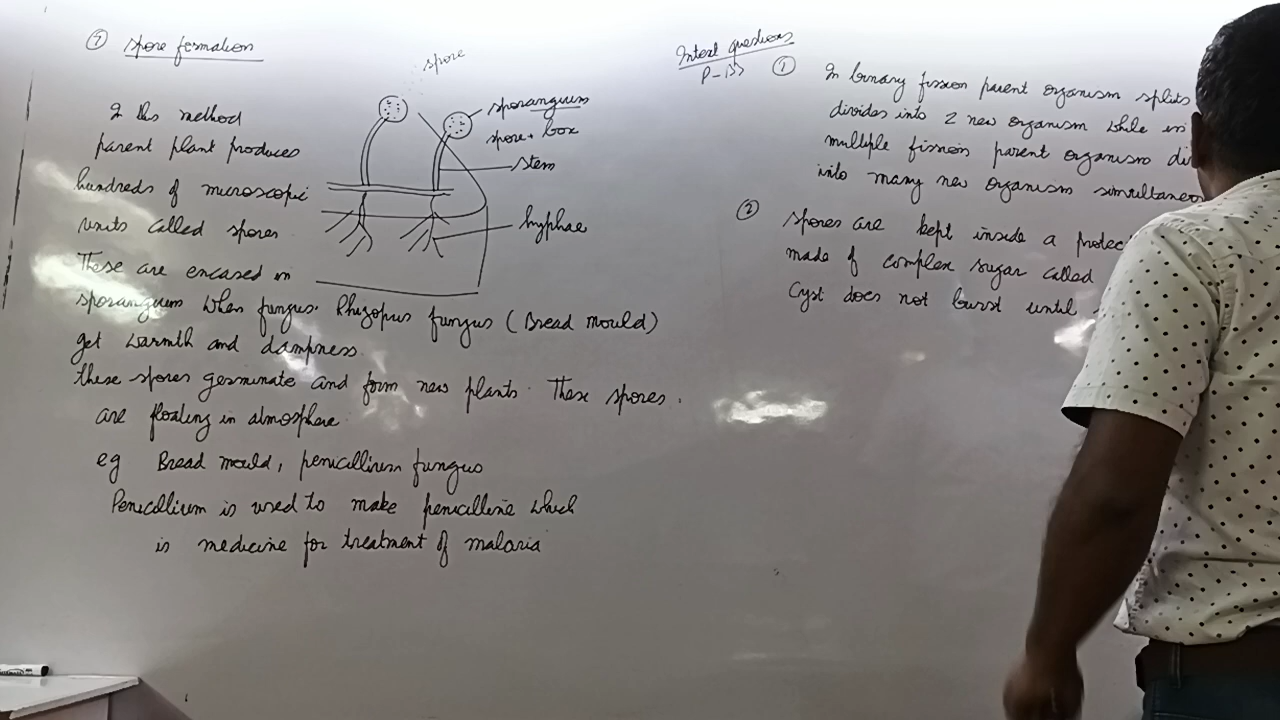 7 Spore formation
In this method
parent plant produces
hundreds of microscopic
units called spores
These are encased in
sporangium when fungus. Rhizopus fungus (Bread mould)
get warmth and dampness.
these spores germinate and form new plants. These spores.
are floating in atmosphere.
eg Bread mould, penicillium fungus
Penicillium is used to make penicilline which
is medicine for treatment of malaria
spore
sporangium
spore + box
stem
hyphae
Intext questions
P-133
1 In binary fission parent organism splits
divides into 2 new organism while in
multiple fission parent organism di
into many new organism simultaneou
2 Spores are kept inside a protec
made of complex sugar called
Cyst does not burst until